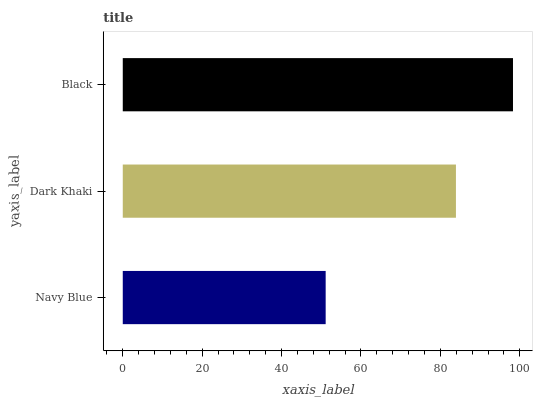 title
Black
Dark Khaki
Navy Blue
yaxis_label
0 20 40 60 80 100
xaxis_label